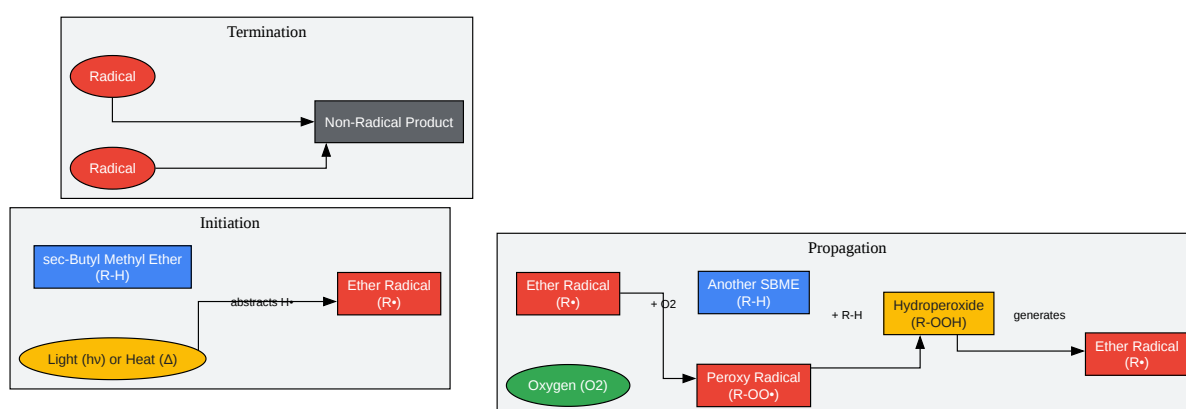 Termination
Radical
Non-Radical Product
Radical
Initiation
sec-Butyl Methyl Ether
(R-H)
Ether Radical
(R•)
abstracts H•
Light (hν) or Heat (Δ)
Propagation
Ether Radical
(R•)
+ O2
Another SBME
(R-H)
+ R-H
Hydroperoxide
(R-OOH)
generates
Ether Radical
(R•)
Oxygen (O2)
Peroxy Radical
(R-OO•)